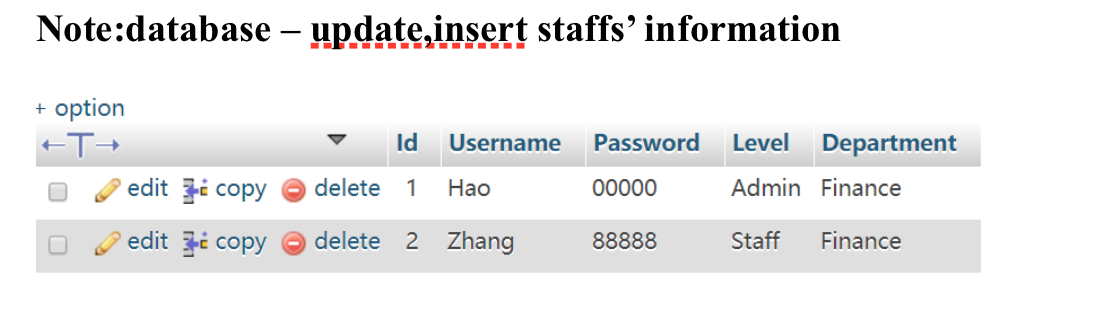 Note:database – update,insert staffs’ information
+ option
←T→ Id Username Password Level Department
edit copy delete 1 Hao 00000 Admin Finance
edit copy delete 2 Zhang 88888 Staff Finance